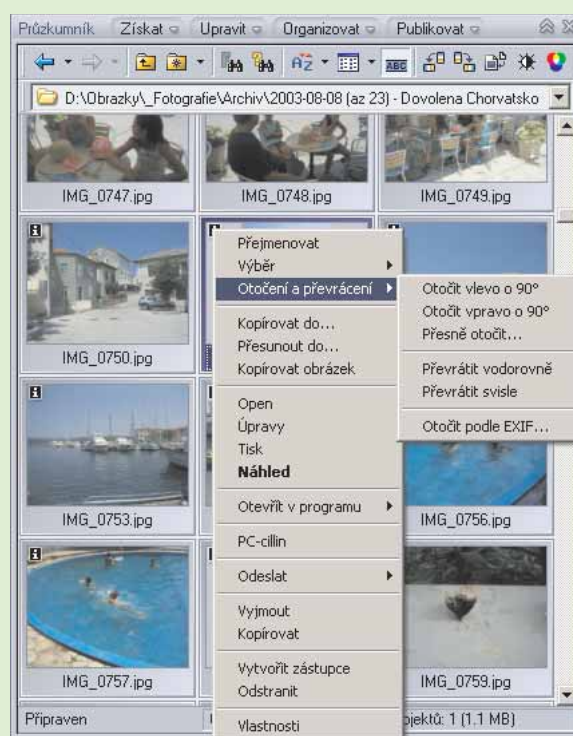 Průzkumník Získat Upravit Organizovat Publikovat
ABC
D:\Obrazky\_Fotografie\Archiv\2003-08-08 (az 23) - Dovolena Chorvatsko
IMG_0747.jpg IMG_0748.jpg IMG_0749.jpg
IMG_0750.jpg
IMG_0753.jpg
IMG_0756.jpg
IMG_0757.jpg
IMG_0759.jpg
Přejmenovat
Výběr
Otočení a převrácení
Kopírovat do...
Přesunout do...
Kopírovat obrázek
Open
Úpravy
Tisk
Náhled
Otevřít v programu
PC-cillin
Odeslat
Vyjmout
Kopírovat
Vytvořit zástupce
Odstranit
Vlastnosti
Otočit vlevo o 90°
Otočit vpravo o 90°
Přesně otočit...
Převrátit vodorovně
Převrátit svisle
Otočit podle EXIF...
Připraven
1 (1.1 MB)